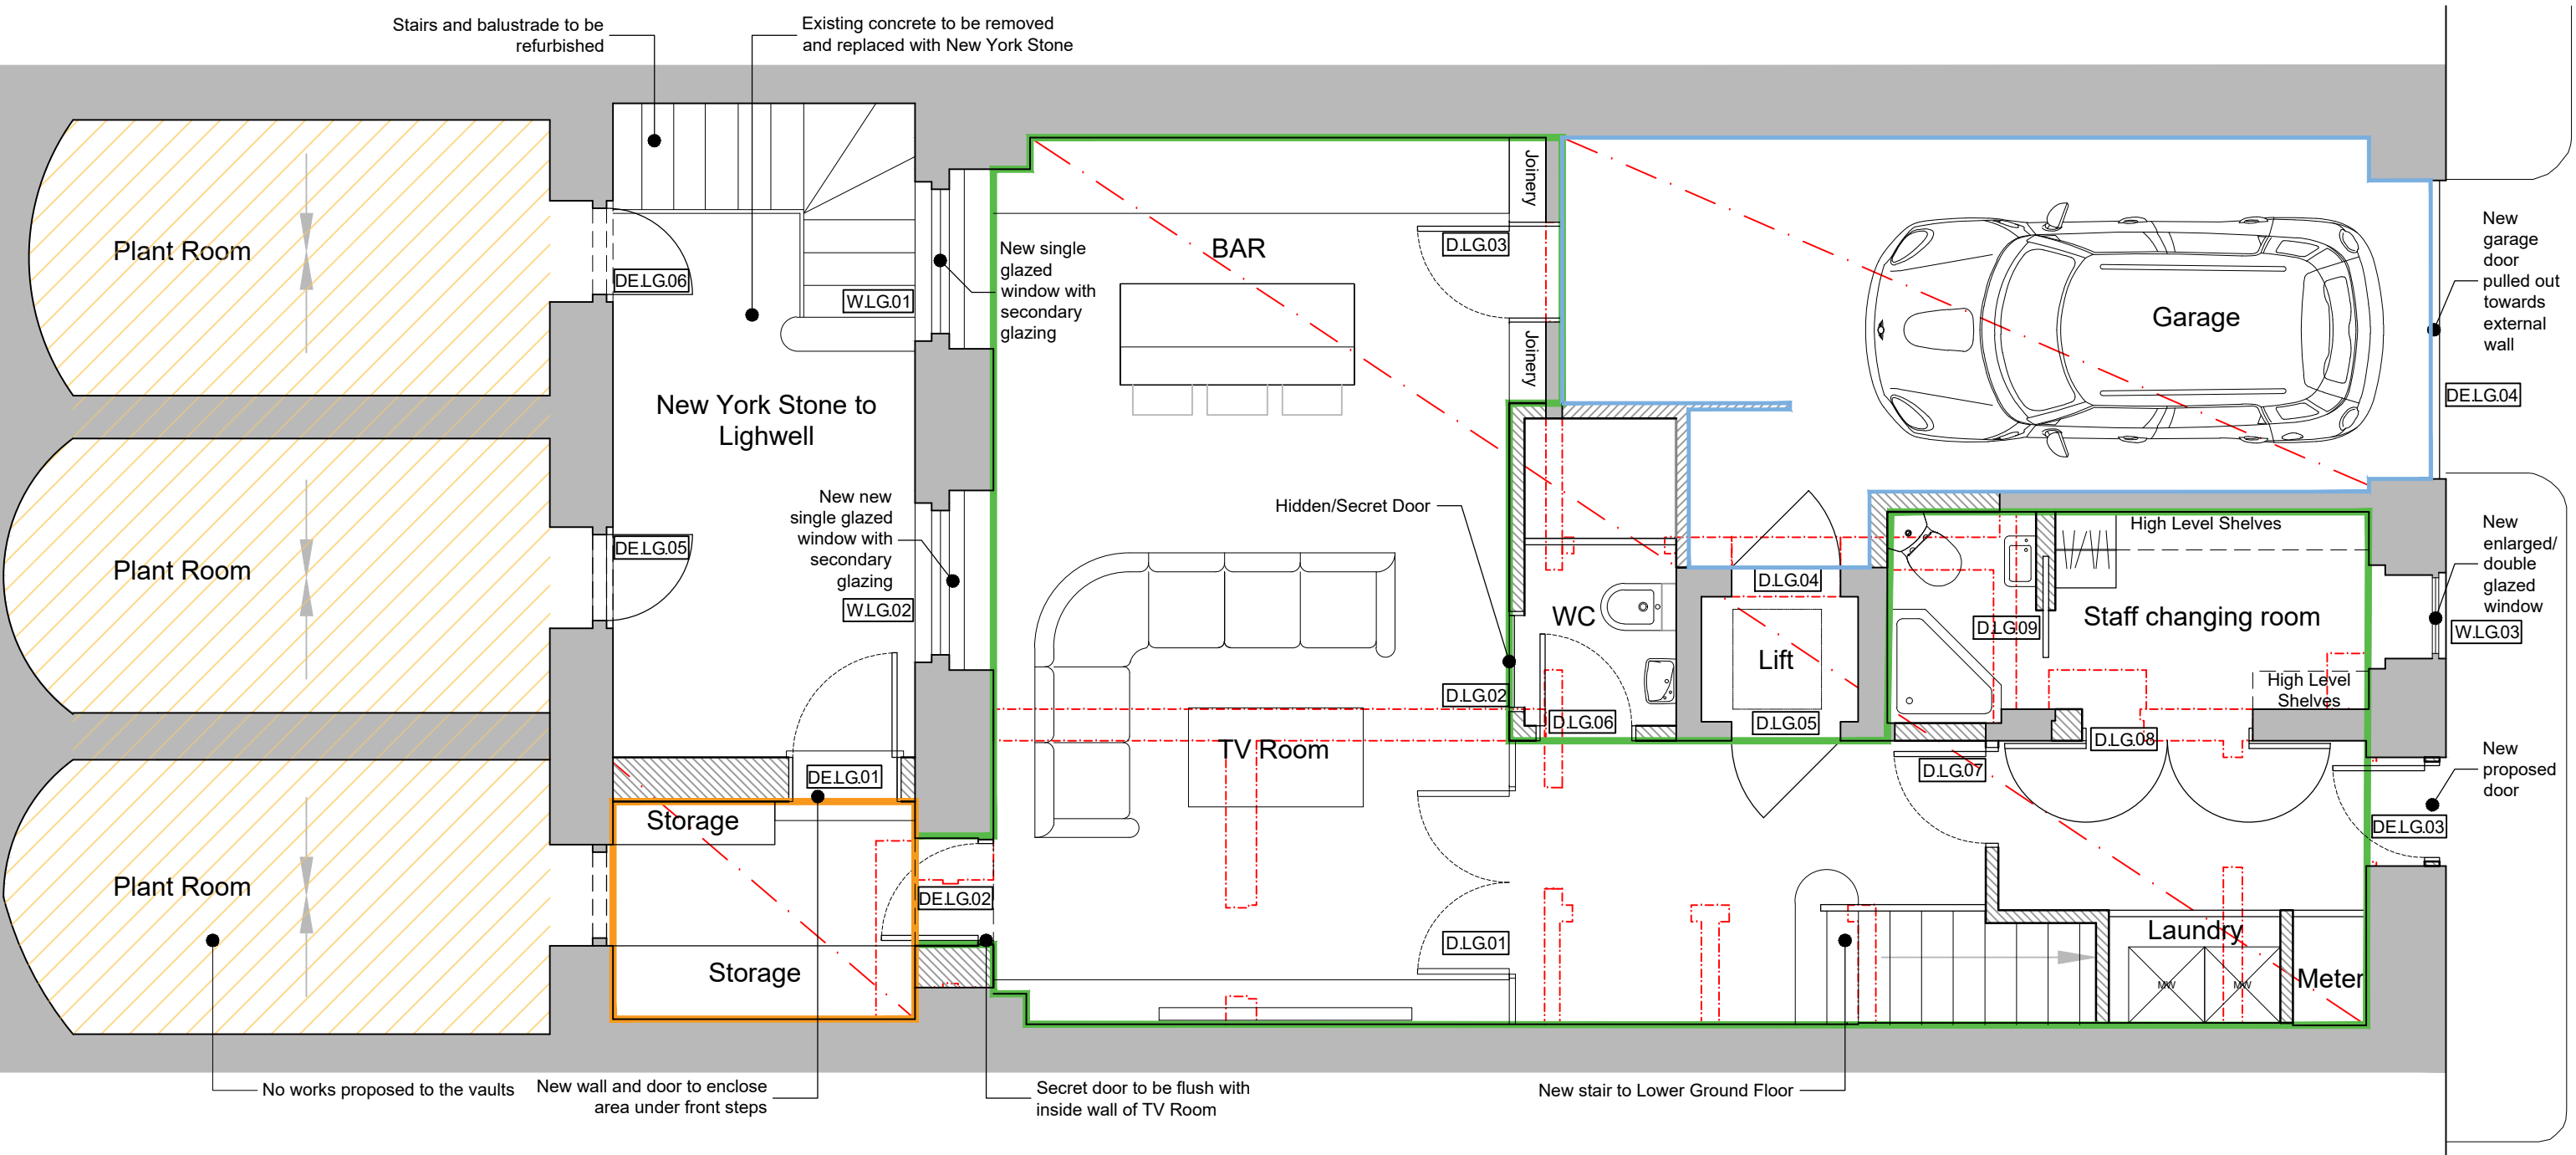 Stairs and balustrade to be
refurbished
Existing concrete to be removed
and replaced with New York Stone
Plant Room
DE.LG.06
W.LG.01
New single
glazed
window with
secondary
glazing
BAR
Joinery
D.LG.03
Joinery
Garage
New
garage
door
pulled out
towards
external
wall
DE.LG.04
New York Stone to
Lighwell
Plant Room
DE.LG.05
New new
single glazed
window with
secondary
glazing
W.LG.02
Hidden/Secret Door
D.LG.02
WC
D.LG.06
D.LG.04
Lift
D.LG.05
High Level Shelves
D.LG.09
Staff changing room
High Level
Shelves
New
enlarged/
double
glazed
window
W.LG.03
TV Room
D.LG.07
D.LG.08
New
proposed
door
DE.LG.03
DE.LG.01
Storage
Plant Room
DE.LG.02
D.LG.01
Storage
Laundry
MW
MW
Meter
No works proposed to the vaults
New wall and door to enclose
area under front steps
Secret door to be flush with
inside wall of TV Room
New stair to Lower Ground Floor